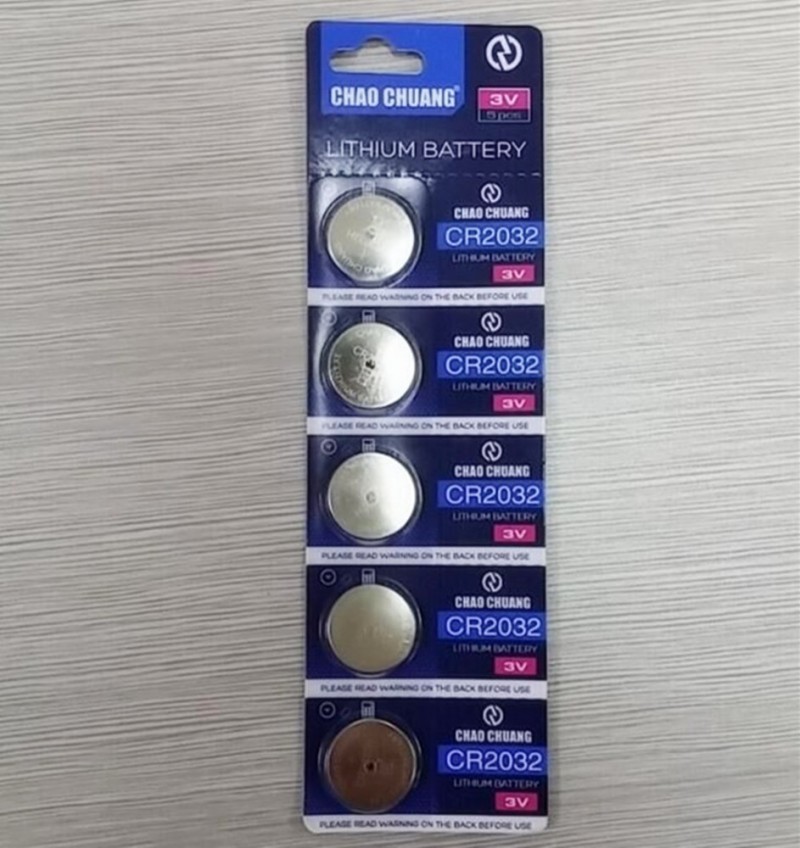 CHAO CHUANG®
3V
5 pcs
LITHIUM BATTERY
CHAO CHUANG
CR2032
LITHIUM BATTERY
3V
PLEASE READ WARNING ON THE BACK BEFORE USE
CHAO CHUANG
CR2032
LITHIUM BATTERY
3V
PLEASE READ WARNING ON THE BACK BEFORE USE
CHAO CHUANG
CR2032
LITHIUM BATTERY
3V
PLEASE READ WARNING ON THE BACK BEFORE USE
CHAO CHUANG
CR2032
LITHIUM BATTERY
3V
PLEASE READ WARNING ON THE BACK BEFORE USE
CHAO CHUANG
CR2032
LITHIUM BATTERY
3V
PLEASE READ WARNING ON THE BACK BEFORE USE